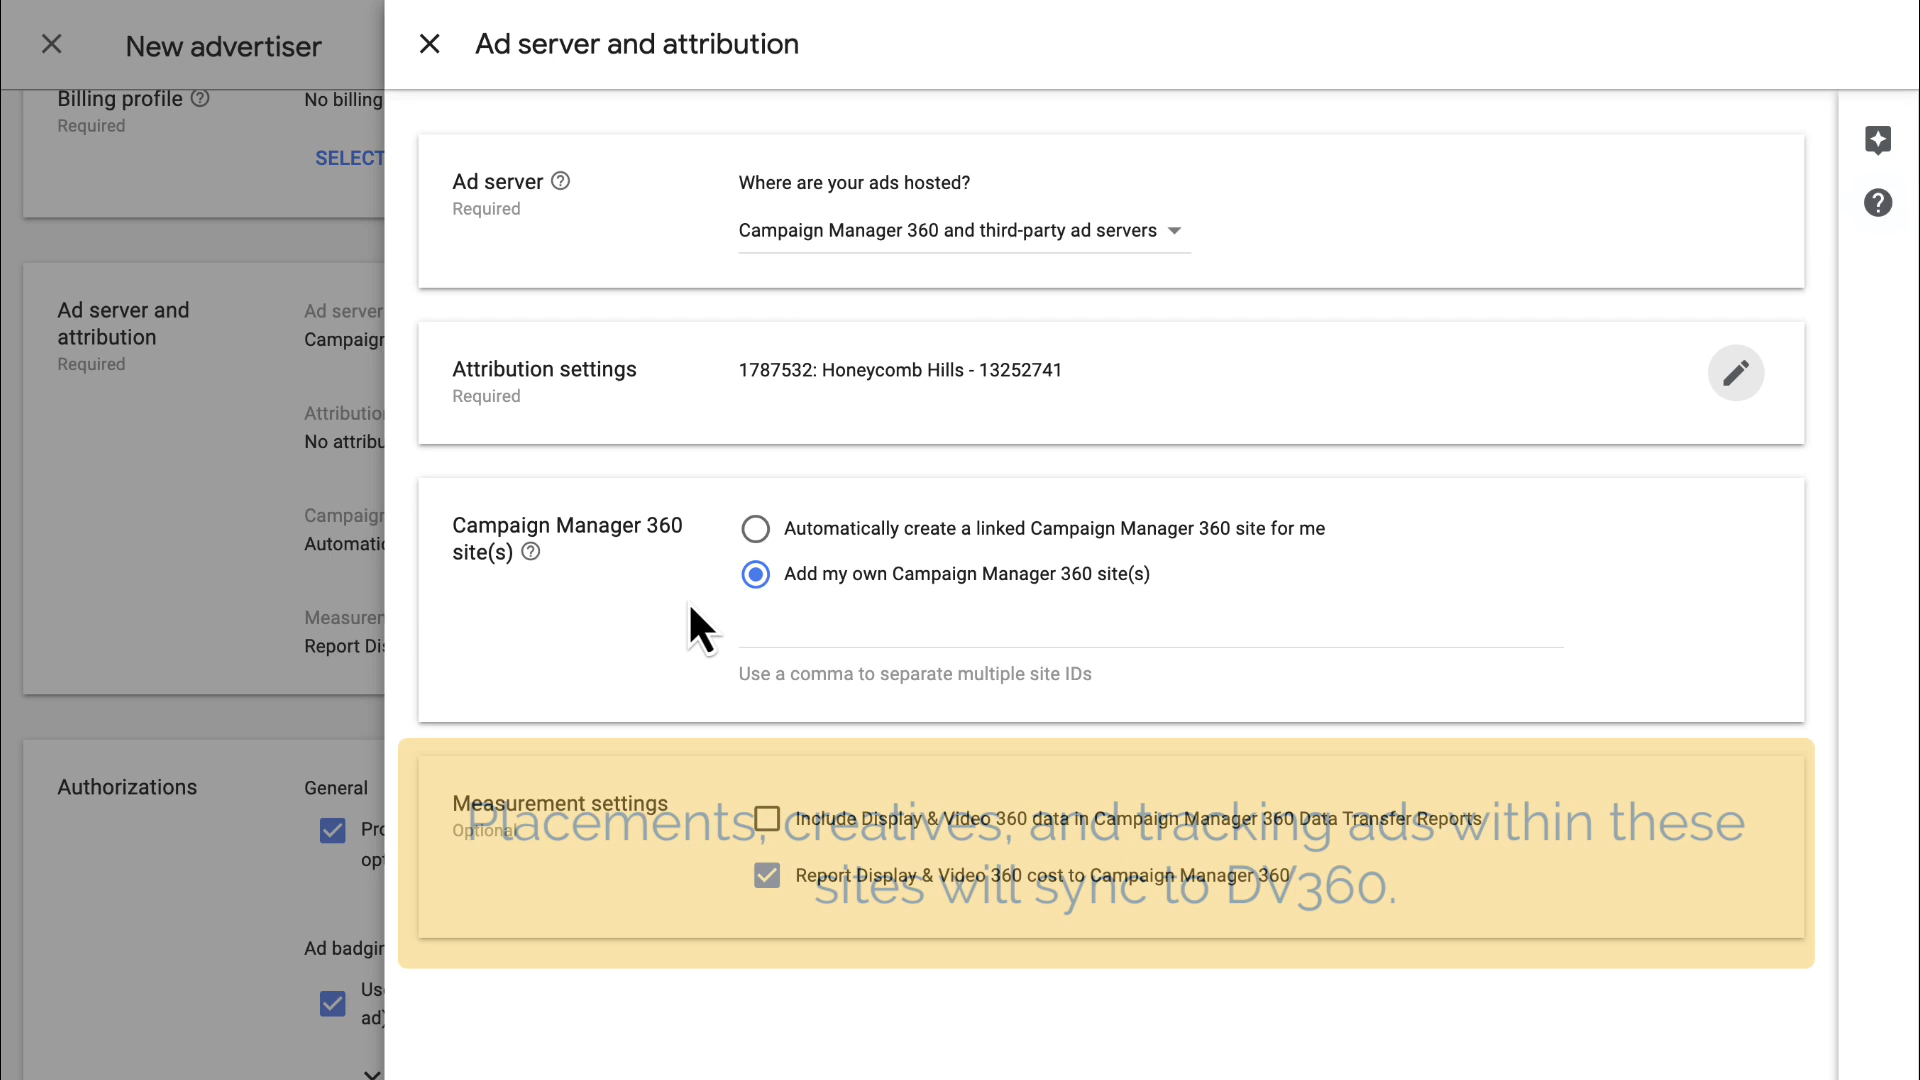 New advertiser
Billing profile
Required
No billing
SELECT
Ad server and
attribution
Required
Ad server
Campaign
Attribution
No attribu
Campaign
Automatic
Measurem
Report Dis
Authorizations
General
Pro
opt
Ad badgin
Use
ad)
Ad server and attribution
Ad server
Required
Where are your ads hosted?
Campaign Manager 360 and third-party ad servers
Attribution settings
Required
1787532: Honeycomb Hills - 13252741
Campaign Manager 360
site(s)
Automatically create a linked Campaign Manager 360 site for me
Add my own Campaign Manager 360 site(s)
Use a comma to separate multiple site IDs
Measurement settings
Optional
Include Display & Video 360 data in Campaign Manager 360 Data Transfer Reports
Report Display & Video 360 cost to Campaign Manager 360
Placements, creatives, and tracking ads within these
sites will sync to DV360.